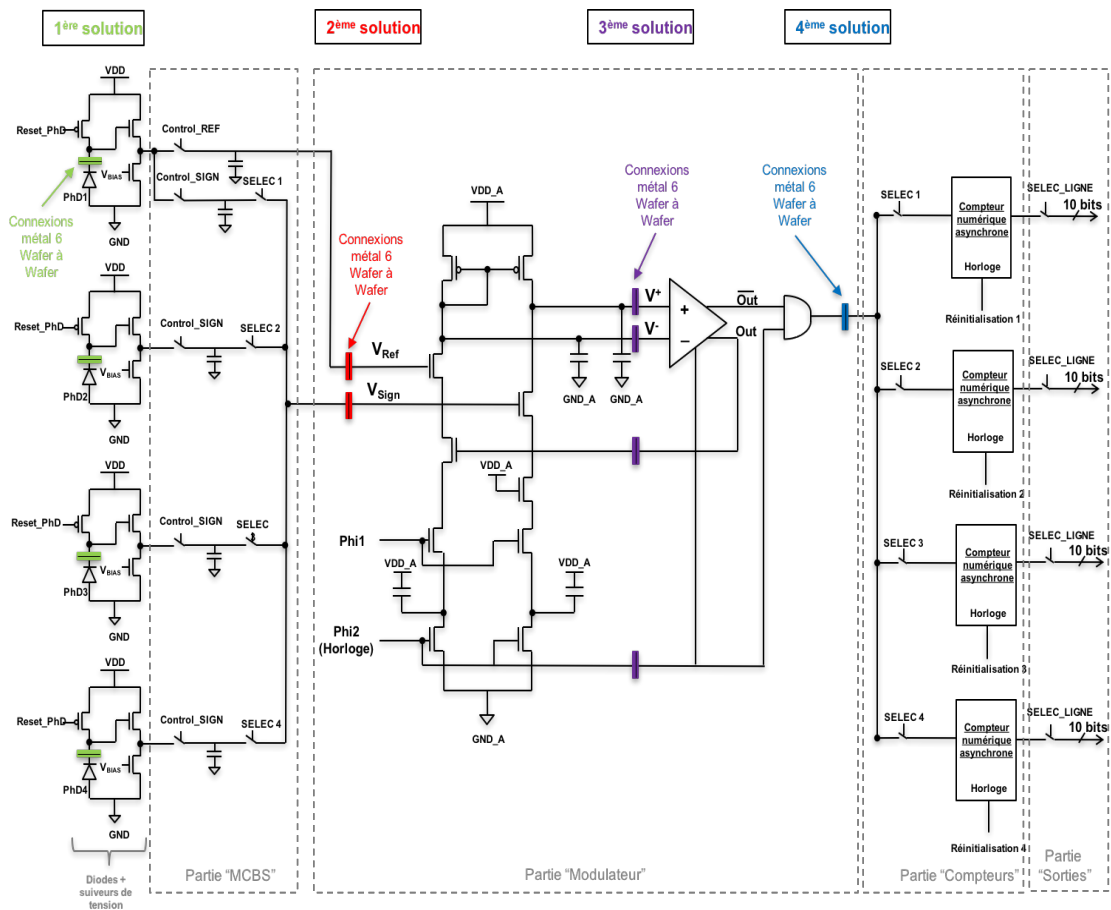 1ère solution
2ème solution
3ème solution
4ème solution
VDD
Reset_PhD
VBIAS
PhD1
GND
Connexions
métal 6
Wafer à
Wafer
Control_REF
Control_SIGN
SELEC 1
VDD
Reset_PhD
VBIAS
PhD2
GND
Control_SIGN
SELEC 2
VDD
Reset_PhD
VBIAS
PhD3
GND
Control_SIGN
SELEC
3
VDD
Reset_PhD
VBIAS
PhD4
GND
Control_SIGN
SELEC 4
Diodes +
suiveurs de
tension
Partie “MCBS”
Connexions
métal 6
Wafer à
Wafer
VRef
VSign
VDD_A
Connexions
métal 6
Wafer à
Wafer
V+
V-
+
−
Out
Out
GND_A
GND_A
VDD_A
Phi1
VDD_A
VDD_A
Phi2
(Horloge)
GND_A
Partie “Modulateur”
Connexions
métal 6
Wafer à
Wafer
SELEC 1
Compteur
numérique
asynchrone
Horloge
Réinitialisation 1
SELEC_LIGNE
10 bits
SELEC 2
Compteur
numérique
asynchrone
Horloge
Réinitialisation 2
SELEC_LIGNE
10 bits
SELEC 3
Compteur
numérique
asynchrone
Horloge
Réinitialisation 3
SELEC_LIGNE
10 bits
SELEC 4
Compteur
numérique
asynchrone
Horloge
Réinitialisation 4
SELEC_LIGNE
10 bits
Partie “Compteurs”
Partie
“Sorties”